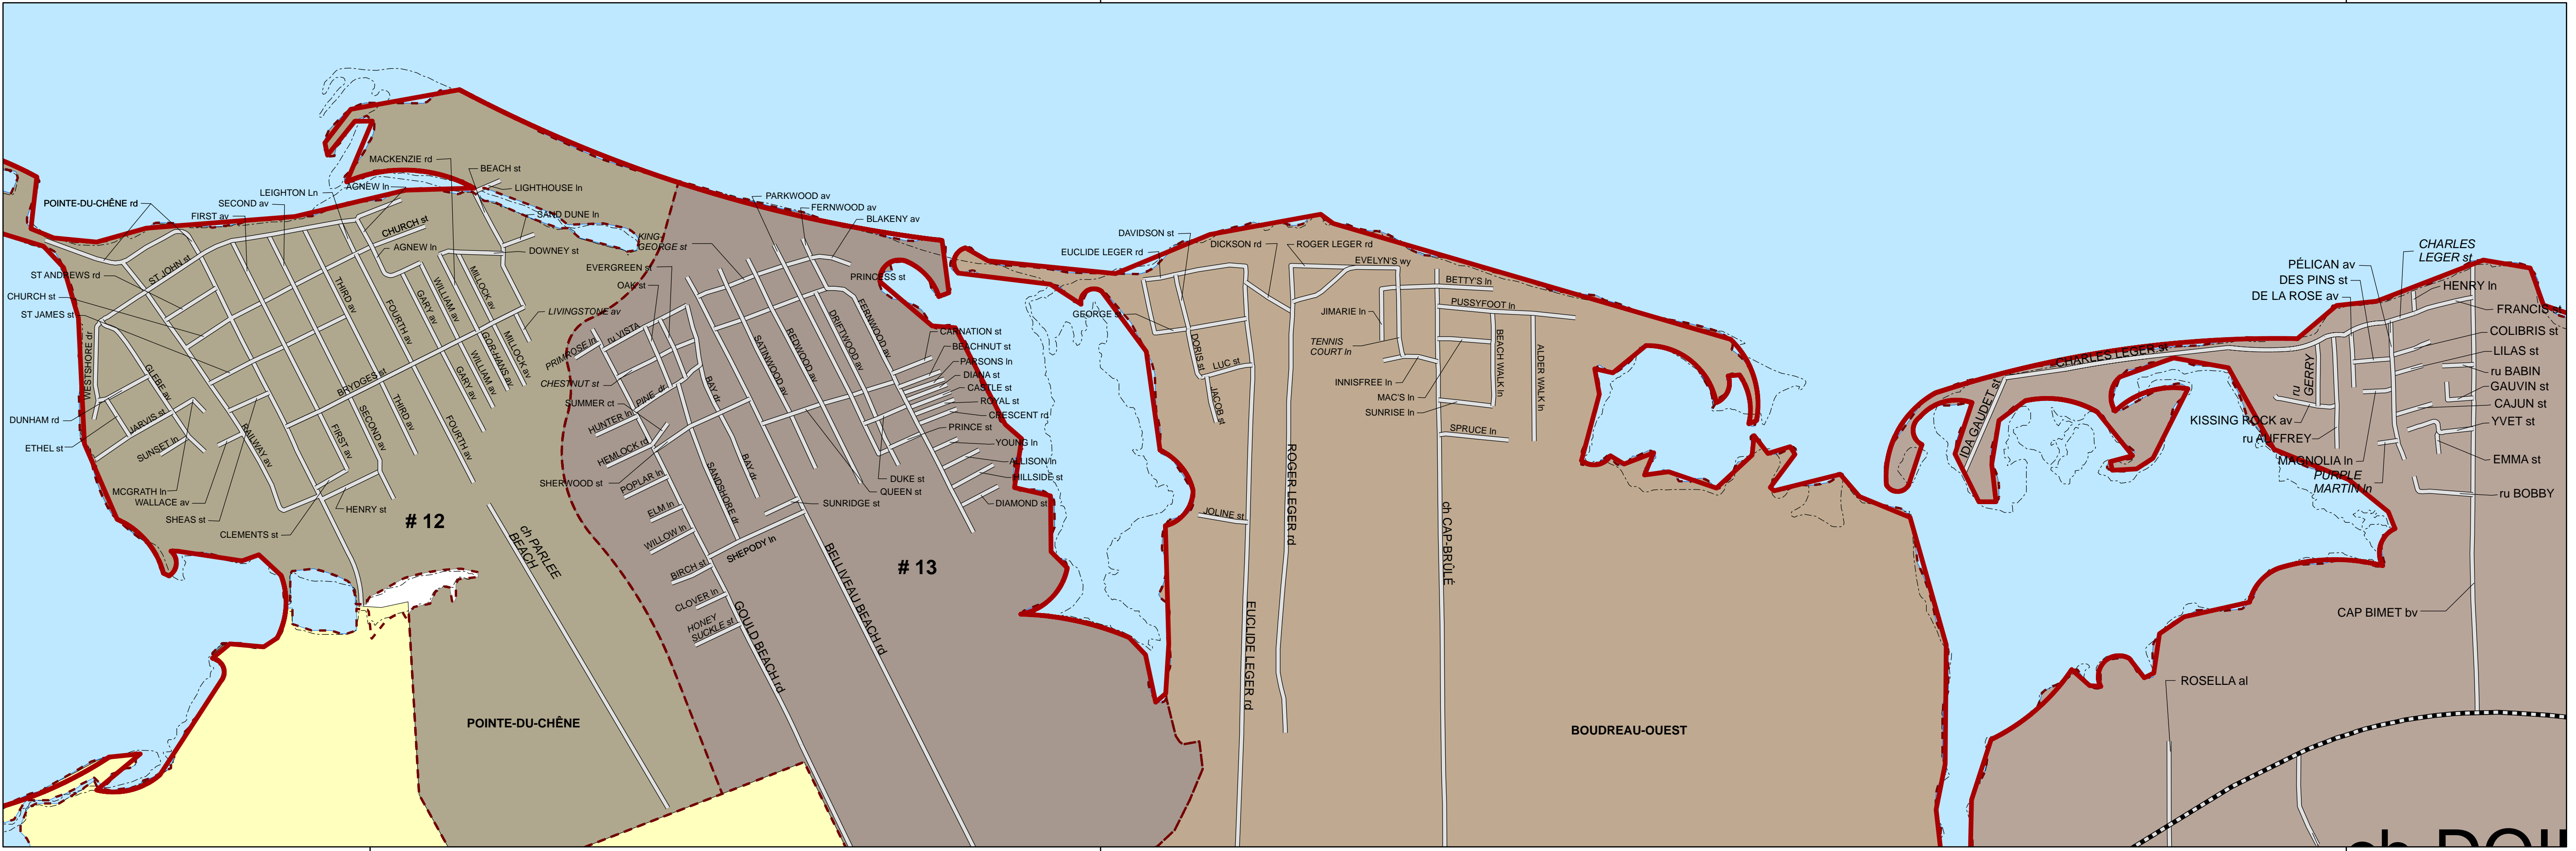 MACKENZIE rd
BEACH st
LEIGHTON Ln
AGNEW ln
LIGHTHOUSE ln
POINTE-DU-CHÊNE rd
SECOND av
FIRST av
SAND DUNE ln
CHURCH st
AGNEW ln
DOWNEY st
ST JOHN st
ST ANDREWS rd
CHURCH st
ST JAMES st
THIRD av
FOURTH av
GARY av
WILLIAM av
MILLOCK av
LIVINGSTONE av
GOR-HANS av
MILLOCK av
WILLIAM av
GARY av
WESTSHORE dr
GLEBE av
BRYDGES st
DUNHAM rd
JARVIS st
ETHEL st
SUNSET ln
RAILWAY av
FIRST av
SECOND av
THIRD av
FOURTH av
MCGRATH ln
WALLACE av
SHEAS st
HENRY st
CLEMENTS st
# 12
ch PARLEE
BEACH
POINTE-DU-CHÊNE
PARKWOOD av
FERNWOOD av
BLAKENY av
KING-
GEORGE st
EVERGREEN st
OAK st
PRINCESS st
PRIMROSE ln
ru VISTA
CHESTNUT st
SATINWOOD av
REDWOOD av
DRIFTWOOD av
FERNWOOD av
CARNATION st
BEACHNUT st
PARSONS ln
DIANA st
CASTLE st
ROYAL st
CRESCENT rd
PRINCE st
YOUNG ln
ALLISON ln
HILLSIDE st
DIAMOND st
SUMMER ct
PINE dr
BAY dr
HUNTER ln
HEMLOCK rd
SHERWOOD st
POPLAR ln
SANDSHORE dr
BAY dr
DUKE st
QUEEN st
SUNRIDGE st
ELM ln
WILLOW ln
SHEPODY ln
BIRCH st
CLOVER ln
HONEY
SUCKLE st
GOULD BEACH rd
BELLIVEAU BEACH rd
# 13
DAVIDSON st
EUCLIDE LEGER rd
DICKSON rd
ROGER LEGER rd
EVELYN'S wy
BETTY'S ln
PUSSYFOOT ln
GEORGE st
JIMARIE ln
TENNIS
COURT ln
DORIS st
LUC st
JACOB st
INNISFREE ln
MAC'S ln
SUNRISE ln
BEACH WALK ln
ALDER WALK ln
SPRUCE ln
JOLINE st
ROGER LEGER rd
EUCLIDE LEGER rd
ch CAP-BRÛLÉ
BOUDREAU-OUEST
CHARLES
LEGER st
PÉLICAN av
DES PINS st
DE LA ROSE av
HENRY ln
FRANCIS st
COLIBRIS st
LILAS st
ru BABIN
GAUVIN st
CAJUN st
YVET st
EMMA st
ru BOBBY
CHARLES LEGER st
IDA GAUDET st
ru
GERRY
KISSING ROCK av
ru AUFFREY
MAGNOLIA ln
PURPLE
MARTIN ln
CAP BIMET bv
ROSELLA al